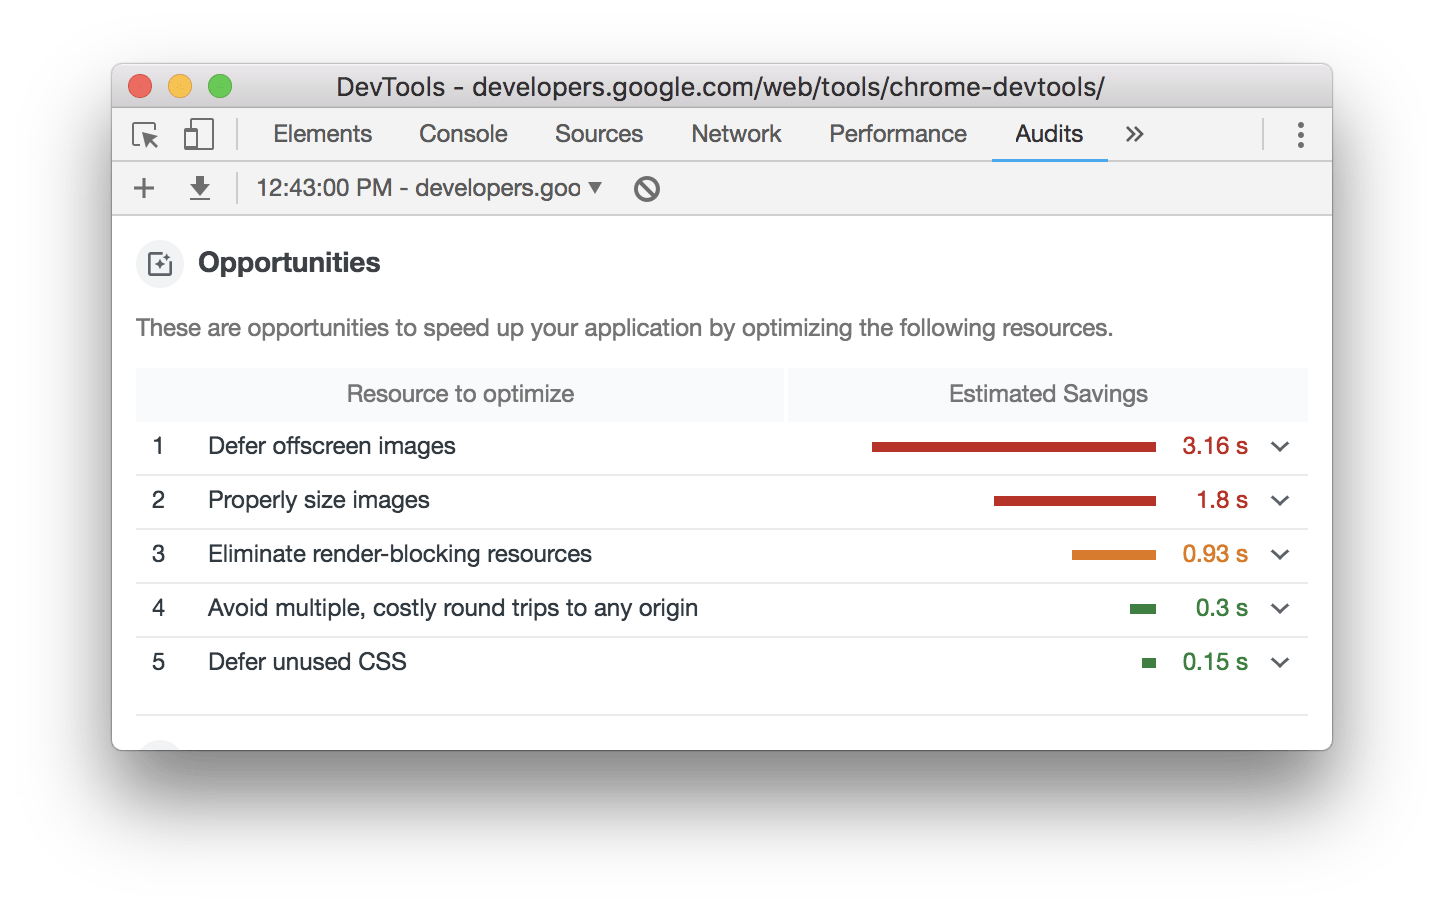 DevTools - developers.google.com/web/tools/chrome-devtools/
Elements Console Sources Network Performance Audits
12:43:00 PM - developers.goo
Opportunities
These are opportunities to speed up your application by optimizing the following resources.
Resource to optimize Estimated Savings
1 Defer offscreen images 3.16 s
2 Properly size images 1.8 s
3 Eliminate render-blocking resources 0.93 s
4 Avoid multiple, costly round trips to any origin 0.3 s
5 Defer unused CSS 0.15 s